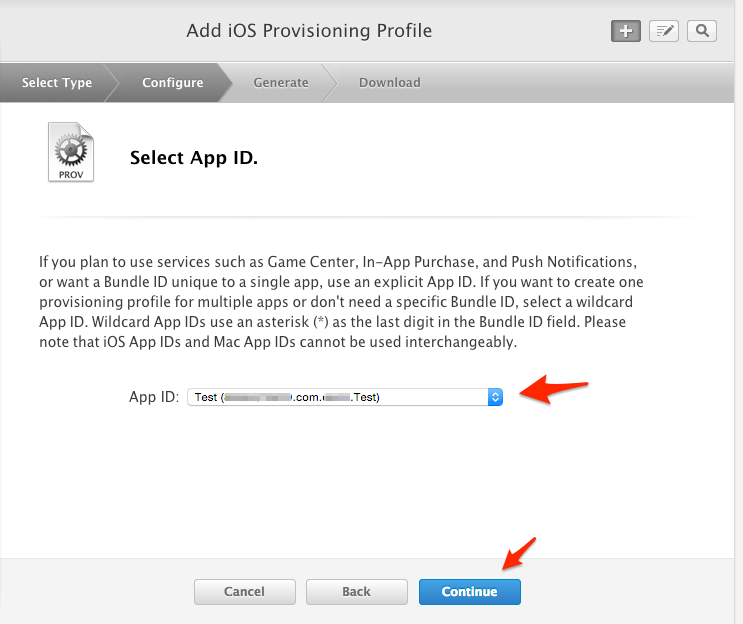 Add iOS Provisioning Profile
Select Type Configure Generate Download
PROV
Select App ID.
If you plan to use services such as Game Center, In-App Purchase, and Push Notifications,
or want a Bundle ID unique to a single app, use an explicit App ID. If you want to create one
provisioning profile for multiple apps or don't need a specific Bundle ID, select a wildcard
App ID. Wildcard App IDs use an asterisk (*) as the last digit in the Bundle ID field. Please
note that iOS App IDs and Mac App IDs cannot be used interchangeably.
App ID: Test ( .com. .Test)
Cancel Back Continue